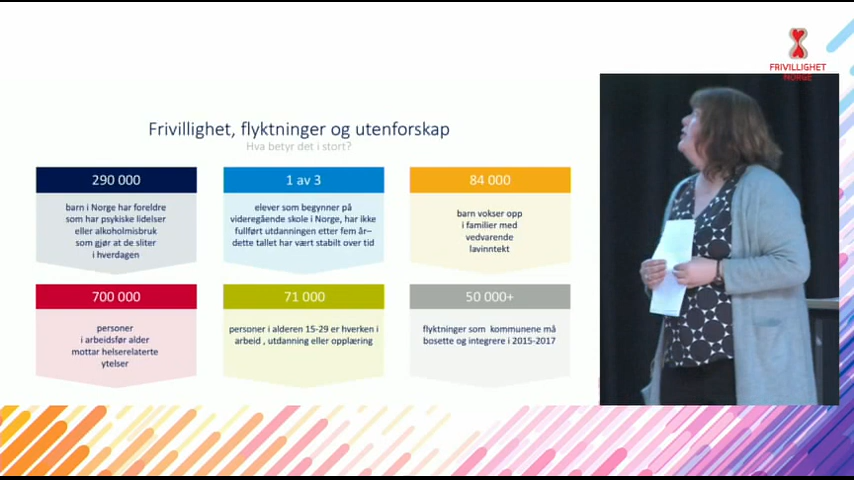 FRIVILLIGHET
NORGE
Frivillighet, flyktninger og utenforskap
Hva betyr det i stort?
290 000
barn i Norge har foreldre
som har psykiske lidelser
eller alkoholmisbruk
som gjør at de sliter
i hverdagen
1 av 3
elever som begynner på
videregående skole i Norge, har ikke
fullført utdanningen etter fem år–
dette tallet har vært stabilt over tid
84 000
barn vokser opp
i familier med
vedvarende
lavinntekt
700 000
personer
i arbeidsfør alder
mottar helserelaterte
ytelser
71 000
personer i alderen 15-29 er hverken i
arbeid , utdanning eller opplæring
50 000+
flyktninger som kommunene må
bosette og integrere i 2015-2017